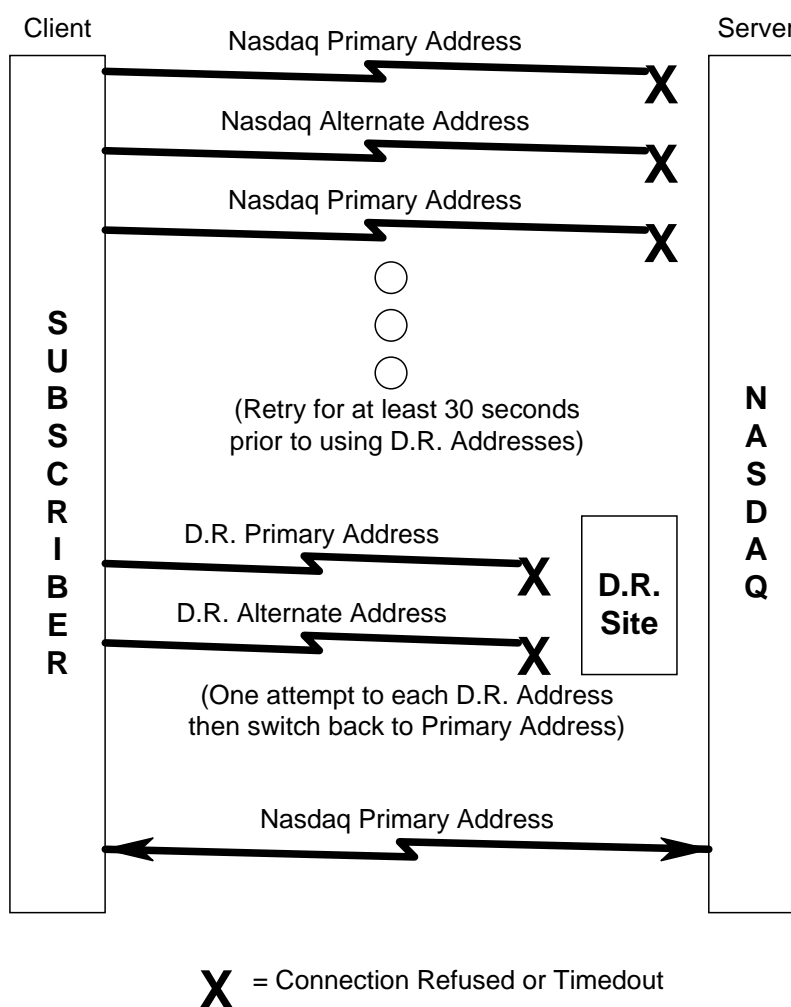 Client
Server
Nasdaq Primary Address
X
Nasdaq Alternate Address
X
Nasdaq Primary Address
X
SUBSCRIBER
NASDAQ
(Retry for at least 30 seconds
prior to using D.R. Addresses)
D.R. Primary Address
X
D.R. Alternate Address
X
D.R.
Site
(One attempt to each D.R. Address
then switch back to Primary Address)
Nasdaq Primary Address
X = Connection Refused or Timedout